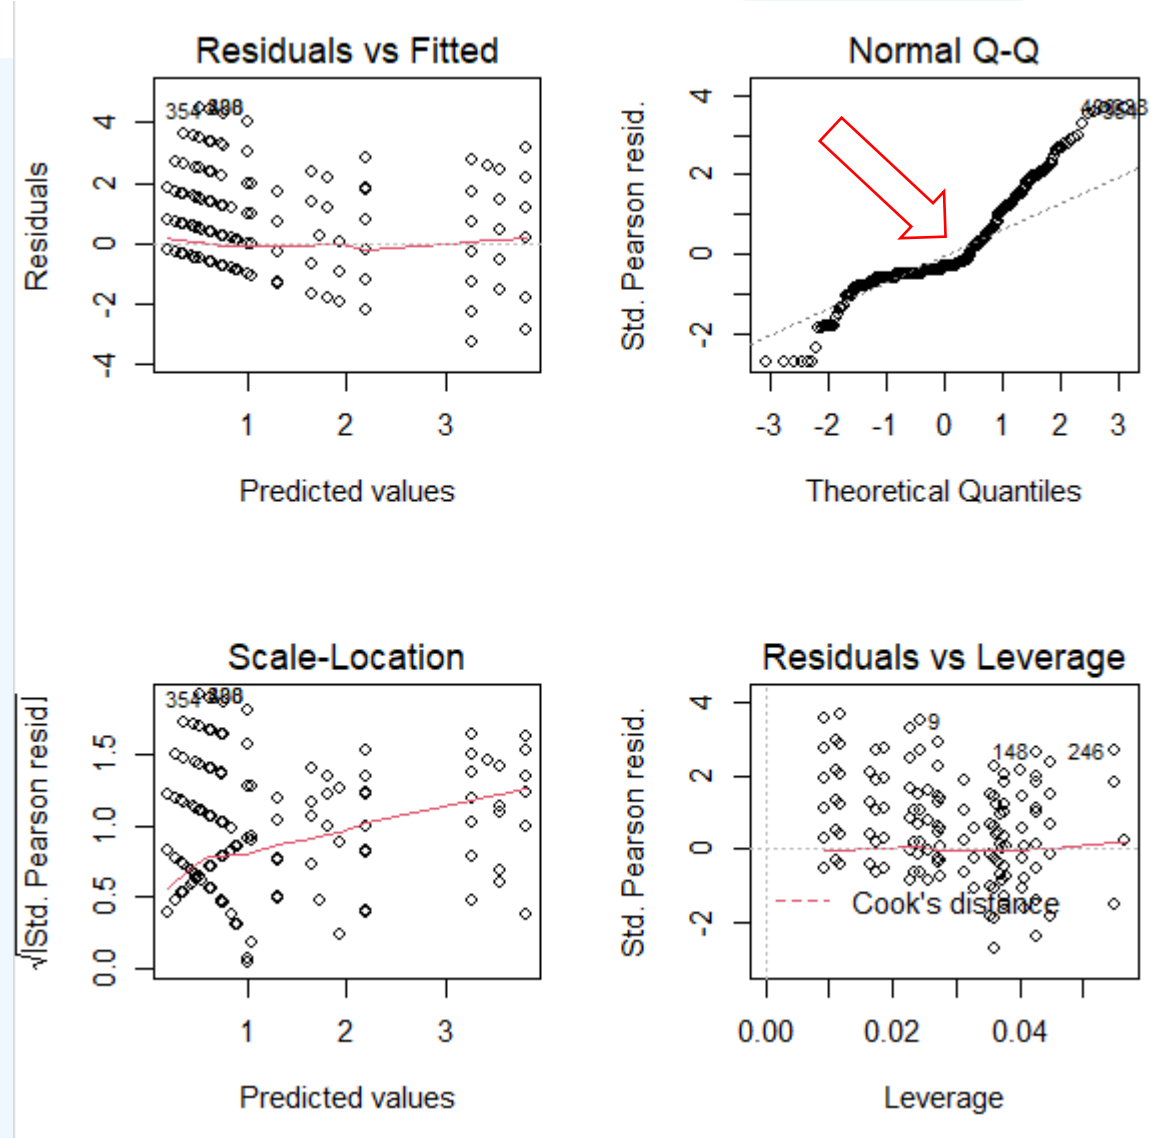 Residuals vs Fitted
Residuals
4
2
0
-2
-4
354
1
2
3
Predicted values
Normal Q-Q
Std. Pearson resid.
4
2
0
-2
-3
-2
-1
0
1
2
3
Theoretical Quantiles
Scale-Location
√|Std. Pearson resid|
1.5
1.0
0.5
0.0
354
1
2
3
Predicted values
Residuals vs Leverage
Std. Pearson resid.
4
2
0
-2
9
148
246
Cook's distance
0.00
0.02
0.04
Leverage